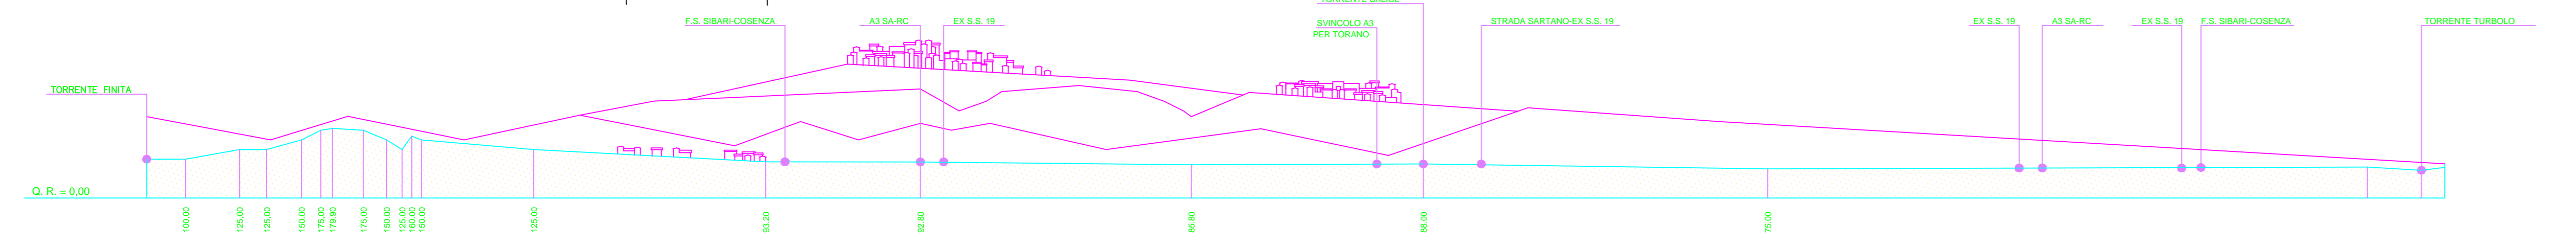 F.S. SIBARI-COSENZA
A3 SA-RC
EX S.S. 19
SVINCOLO A3
PER TORANO
STRADA SARTANO-EX S.S. 19
EX S.S. 19
A3 SA-RC
EX S.S. 19
F.S. SIBARI-COSENZA
TORRENTE TURBOLO
TORRENTE FINITA
Q. R. = 0,00
100.00
125.00
125.00
150.00
175.00
179.90
175.00
150.00
125.00
160.00
150.00
125.00
93.20
92.80
85.80
88.00
75.00